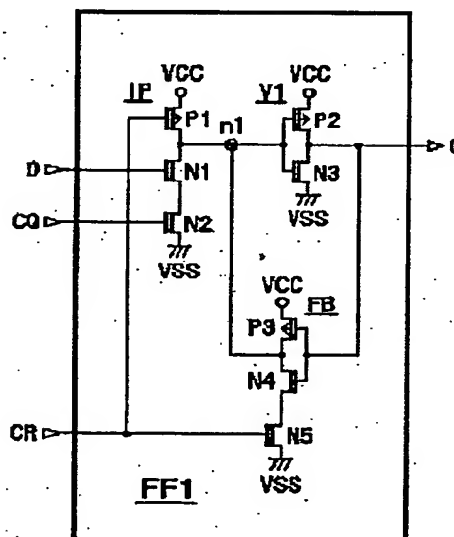 VCC VCC
IP V1
P1 n1 P2
D N1 N3
VSS
CQ N2
VSS
VCC
FB
P3
N4
CR N5
VSS
FF1